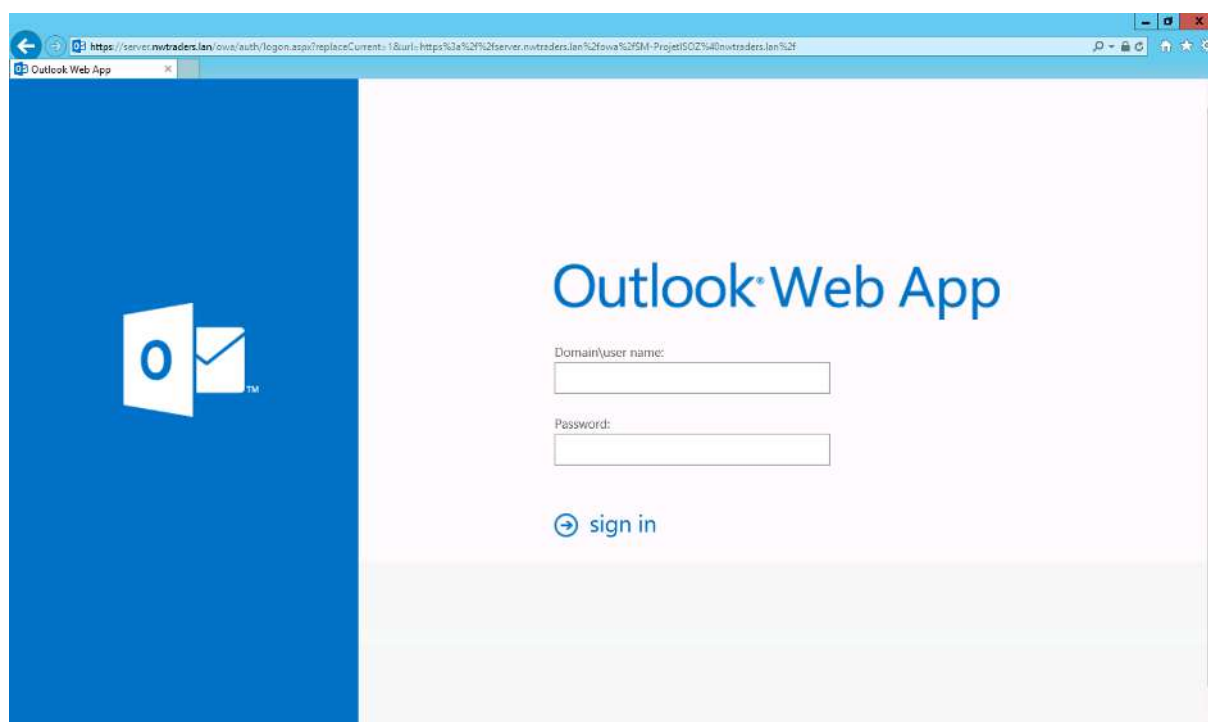 https://server.nwtraders.lan/owa/auth/logon.aspx?replaceCurrent=1&url=https%3a%2f%2fserver.nwtraders.lan%2fowa%2fSM-ProjetISOZ%40nwtraders.lan%2f
Outlook Web App
Outlook® Web App
Domain\user name:
O
TM
Password:
sign in